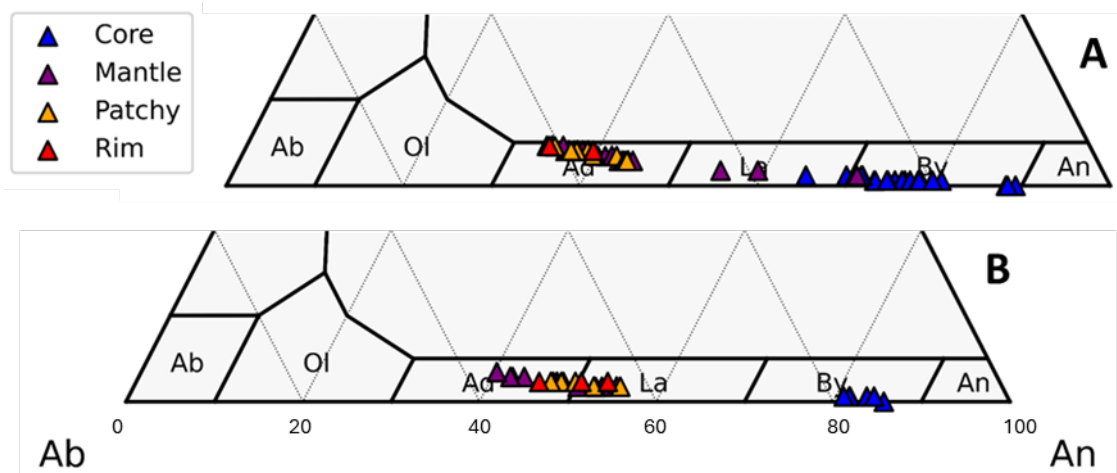 Core
Mantle
Patchy
Rim
A
Ab
Ol
Ad
La
By
An
B
Ab
Ol
Ad
La
By
An
0
20
40
60
80
100
Ab
An